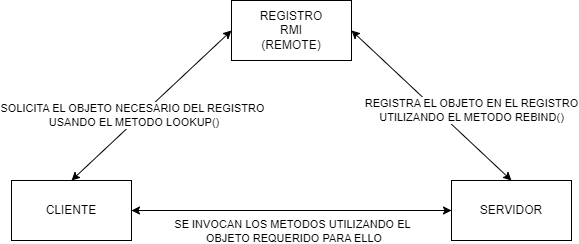 REGISTRO
RMI
(REMOTE)
SOLICITA EL OBJETO NECESARIO DEL REGISTRO
USANDO EL METODO LOOKUP()
REGISTRA EL OBJETO EN EL REGISTRO
UTILIZANDO EL METODO REBIND()
CLIENTE
SERVIDOR
SE INVOCAN LOS METODOS UTILIZANDO EL
OBJETO REQUERIDO PARA ELLO